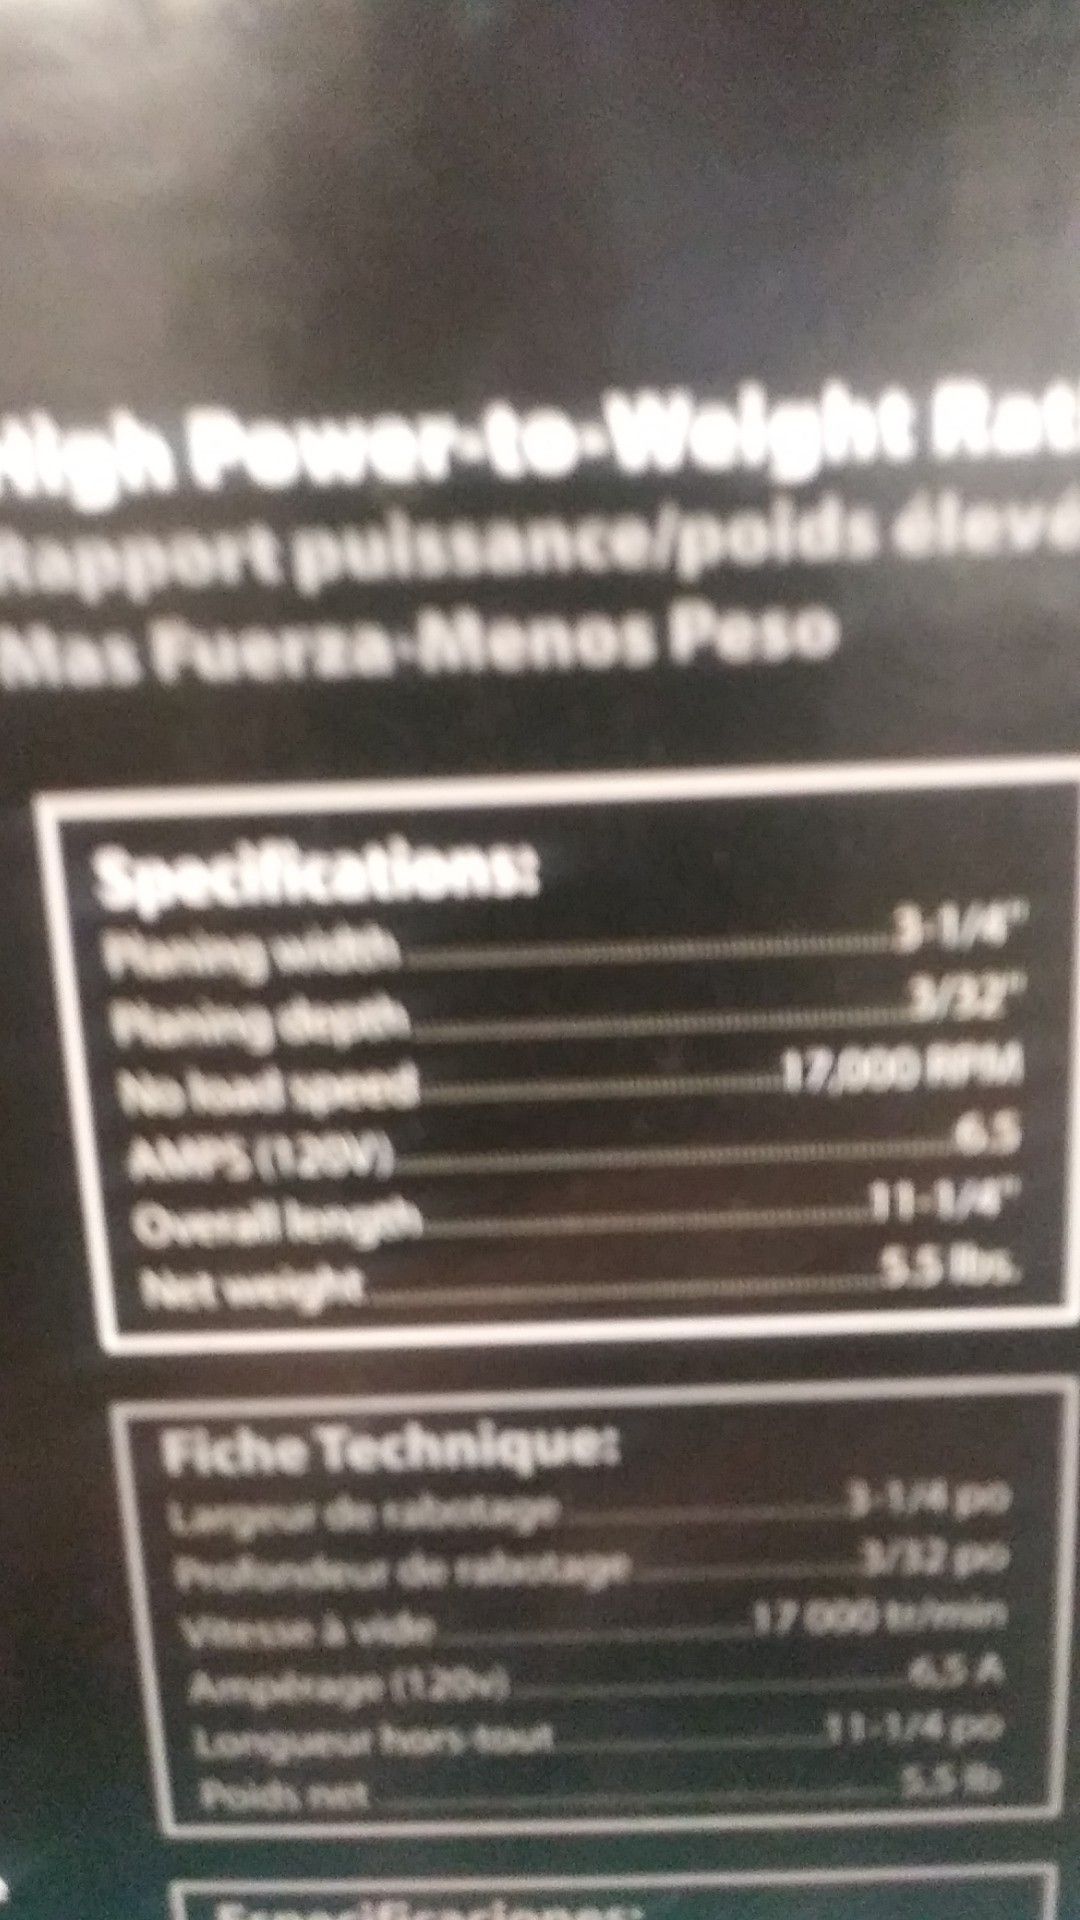 High Power-to-Weight Rat
Rapport puissance/poids élevé
Mas Fuerza-Menos Peso
Specifications:
Planing width 3-1/4"
Planing depth 3/32"
No load speed 17,000 RPM
AMPS (120V) 6.5
Overall length 11-1/4"
Net weight 5.5 lbs.
Fiche Technique:
Largeur de rabotage 3-1/4 po
Profondeur de rabotage 3/32 po
Vitesse à vide 17 000 tr/min
Ampérage (120v) 6,5 A
Longueur hors-tout 11-1/4 po
Poids net 5,5 lb
Especificaciones: